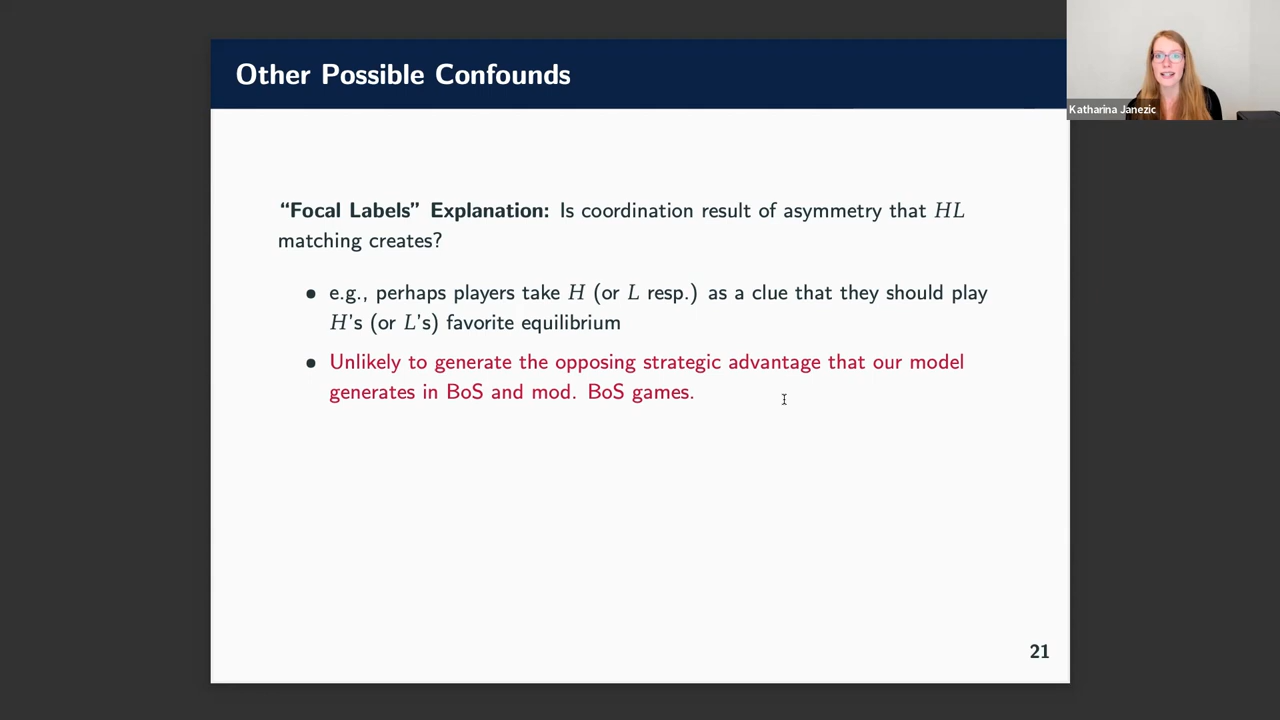 Other Possible Confounds
Katharina Janezic
“Focal Labels” Explanation: Is coordination result of asymmetry that HL
matching creates?
• e.g., perhaps players take H (or L resp.) as a clue that they should play
H's (or L's) favorite equilibrium
• Unlikely to generate the opposing strategic advantage that our model
generates in BoS and mod. BoS games.
21